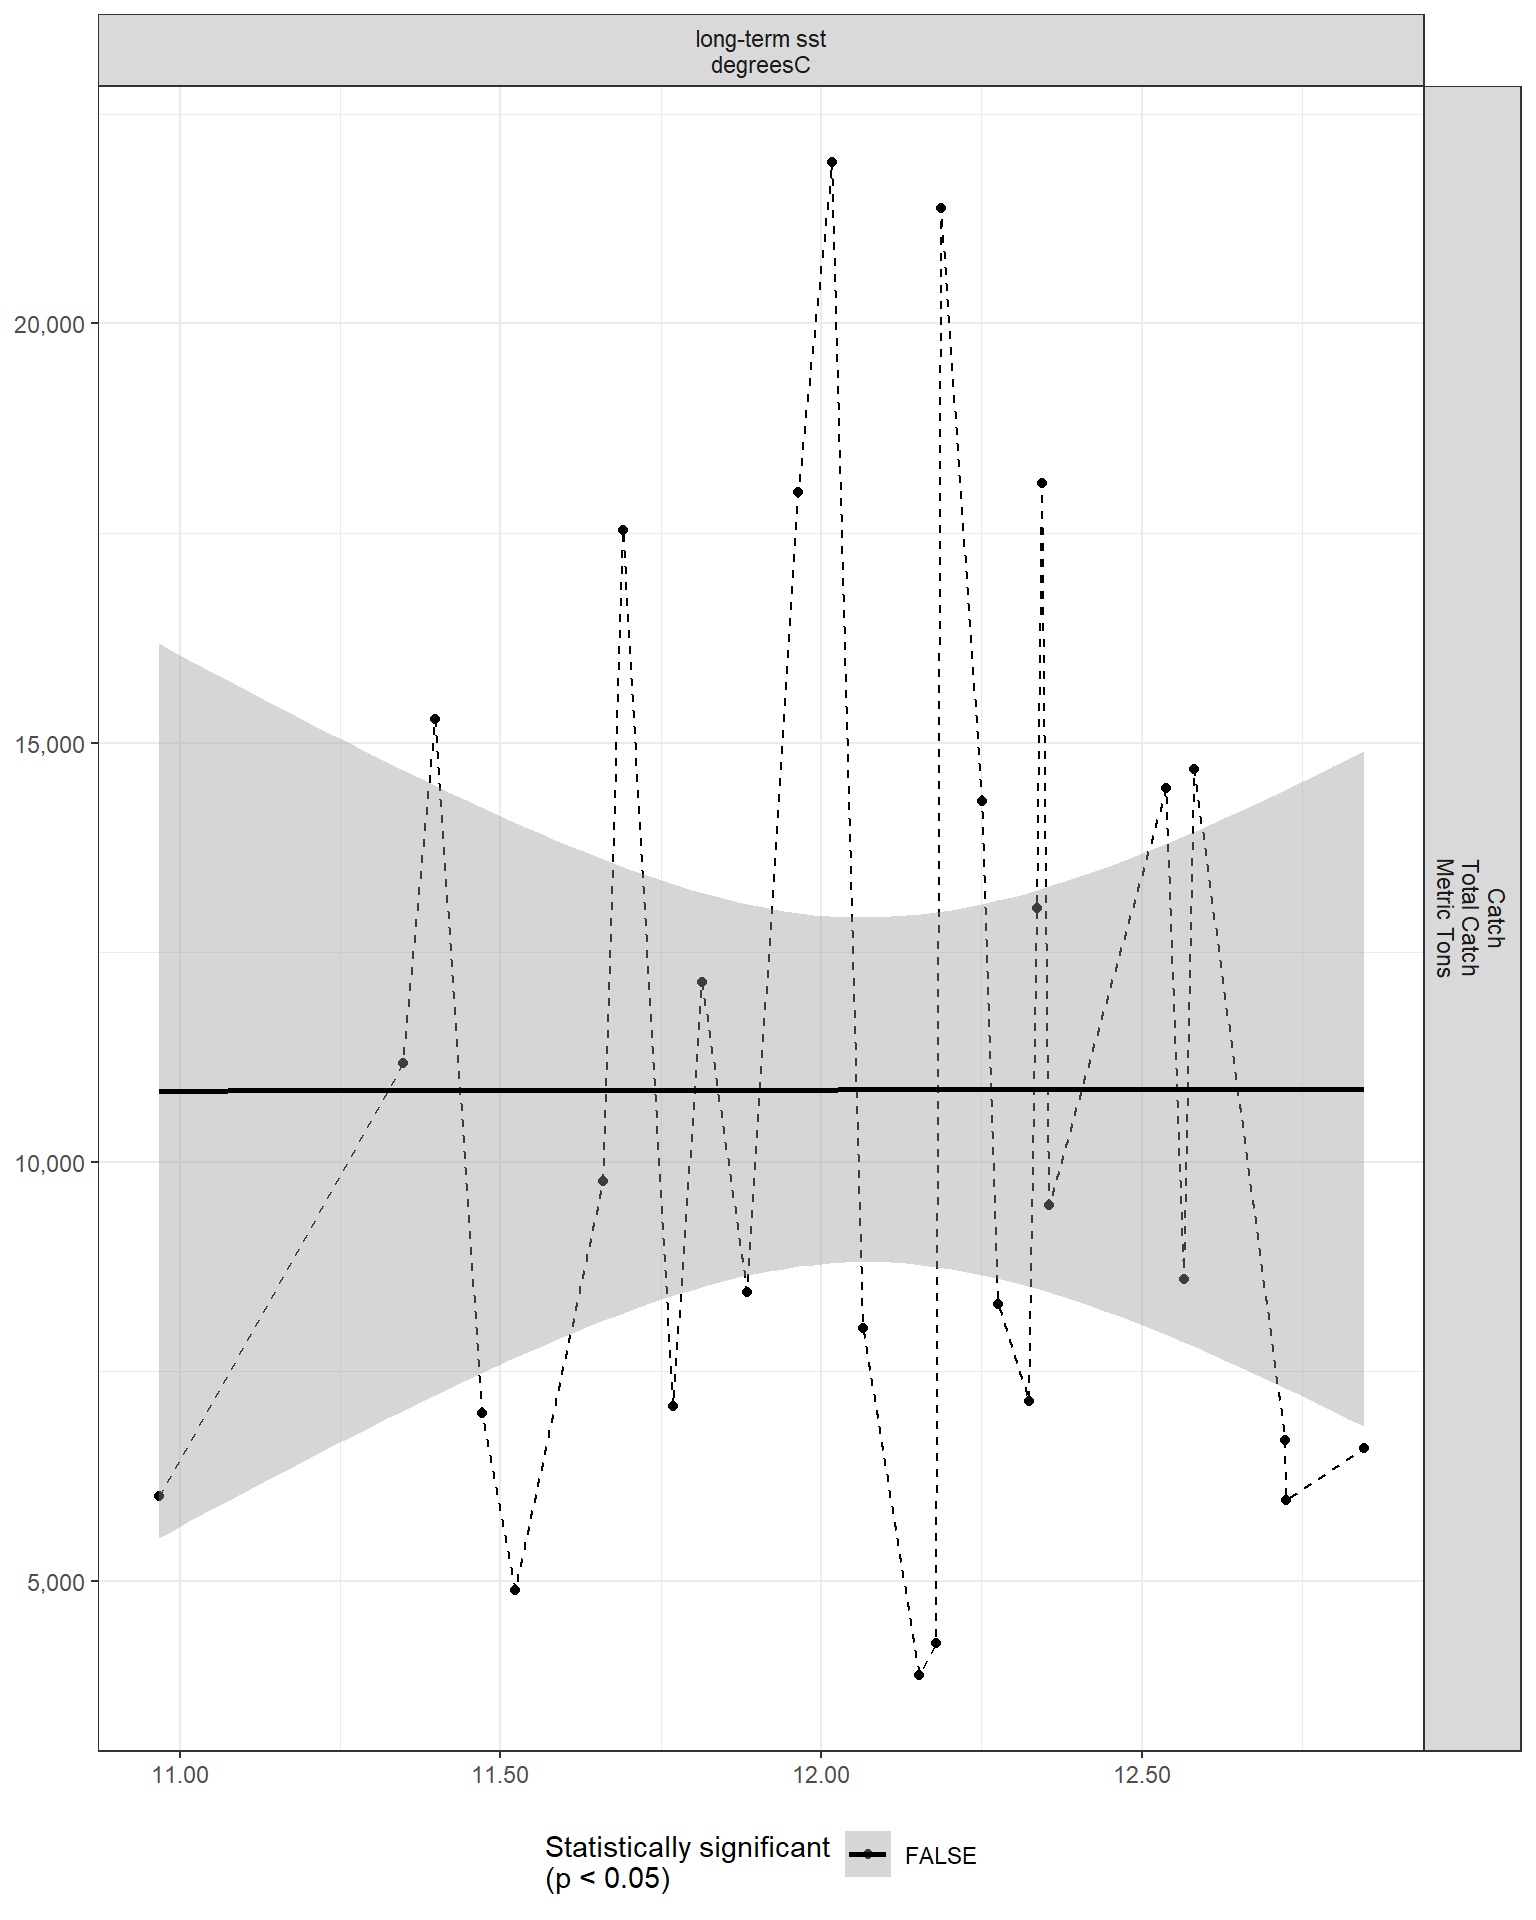 long-term sst
degreesC
20,000
15,000
10,000
5,000
Catch
Total Catch
Metric Tons
11.00
11.50
12.00
12.50
Statistically significant
(p < 0.05)
FALSE